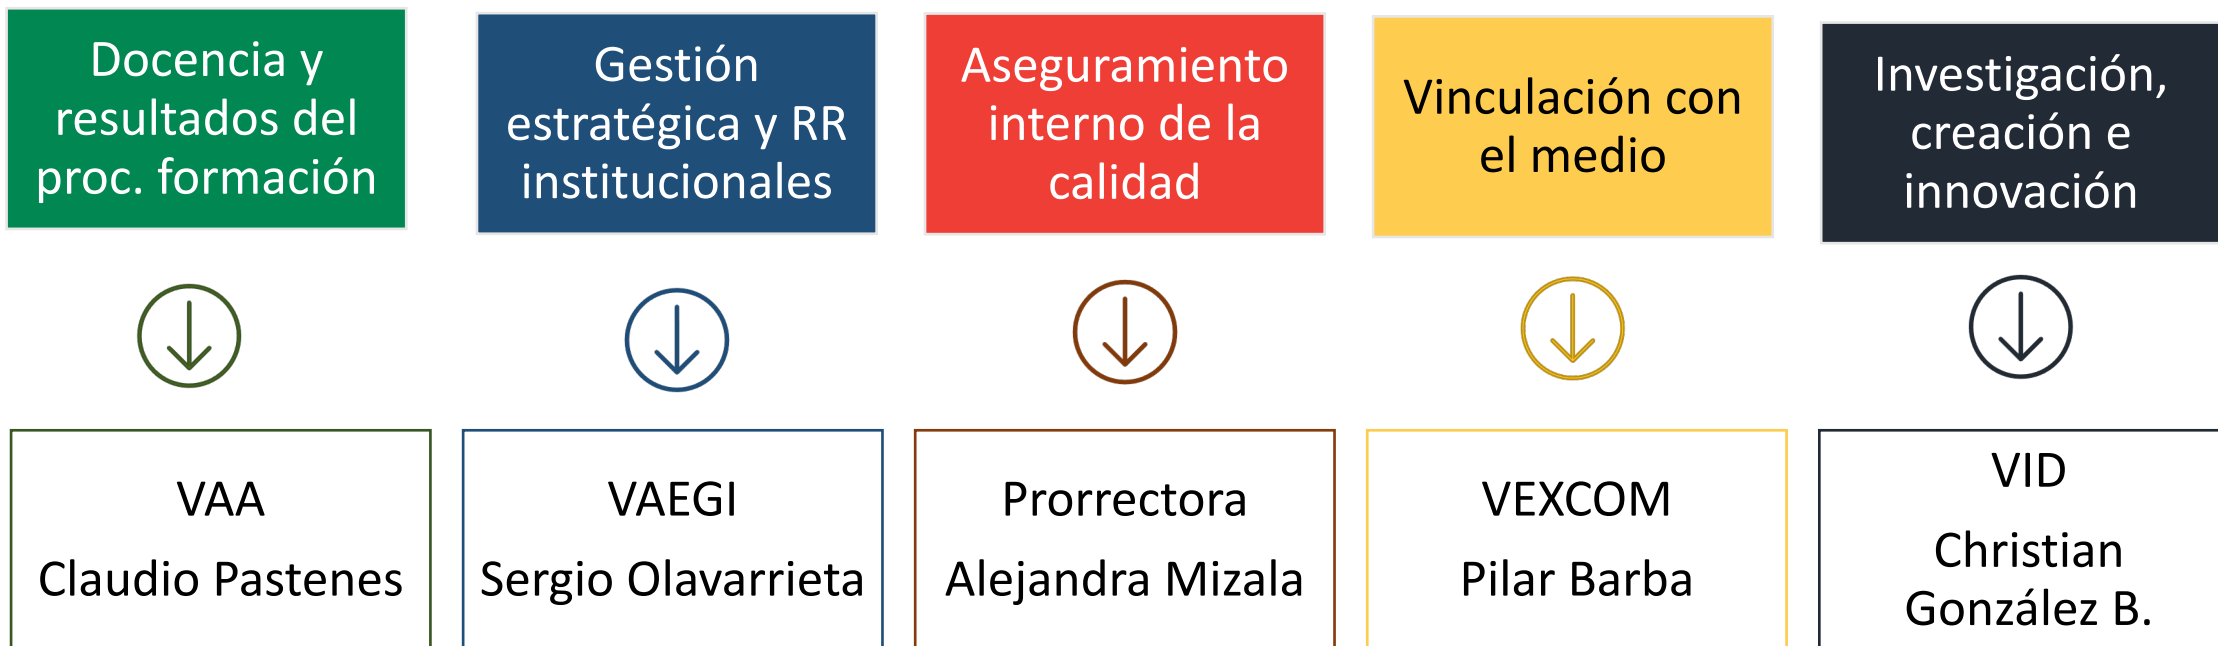 Docencia y
resultados del
proc. formación
Gestión
estratégica y RR
institucionales
Aseguramiento
interno de la
calidad
Vinculación con
el medio
Investigación,
creación e
innovación
VAA
Claudio Pastenes
VAEGI
Sergio Olavarrieta
Prorrectora
Alejandra Mizala
VEXCOM
Pilar Barba
VID
Christian
González B.